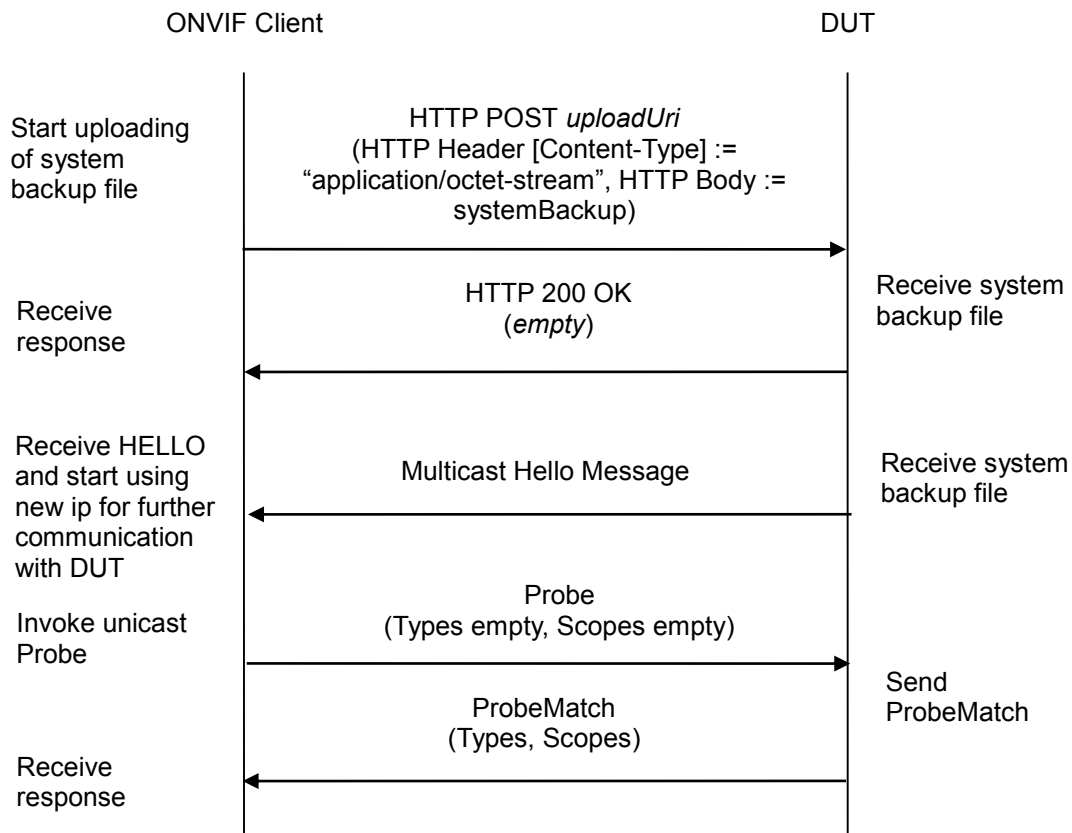 ONVIF Client
DUT
Start uploading
of system
backup file
HTTP POST uploadUri
(HTTP Header [Content-Type] :=
“application/octet-stream”, HTTP Body :=
systemBackup)
Receive system
backup file
HTTP 200 OK
(empty)
Receive
response
Receive HELLO
and start using
new ip for further
communication
with DUT
Multicast Hello Message
Receive system
backup file
Invoke unicast
Probe
Probe
(Types empty, Scopes empty)
Send
ProbeMatch
ProbeMatch
(Types, Scopes)
Receive
response